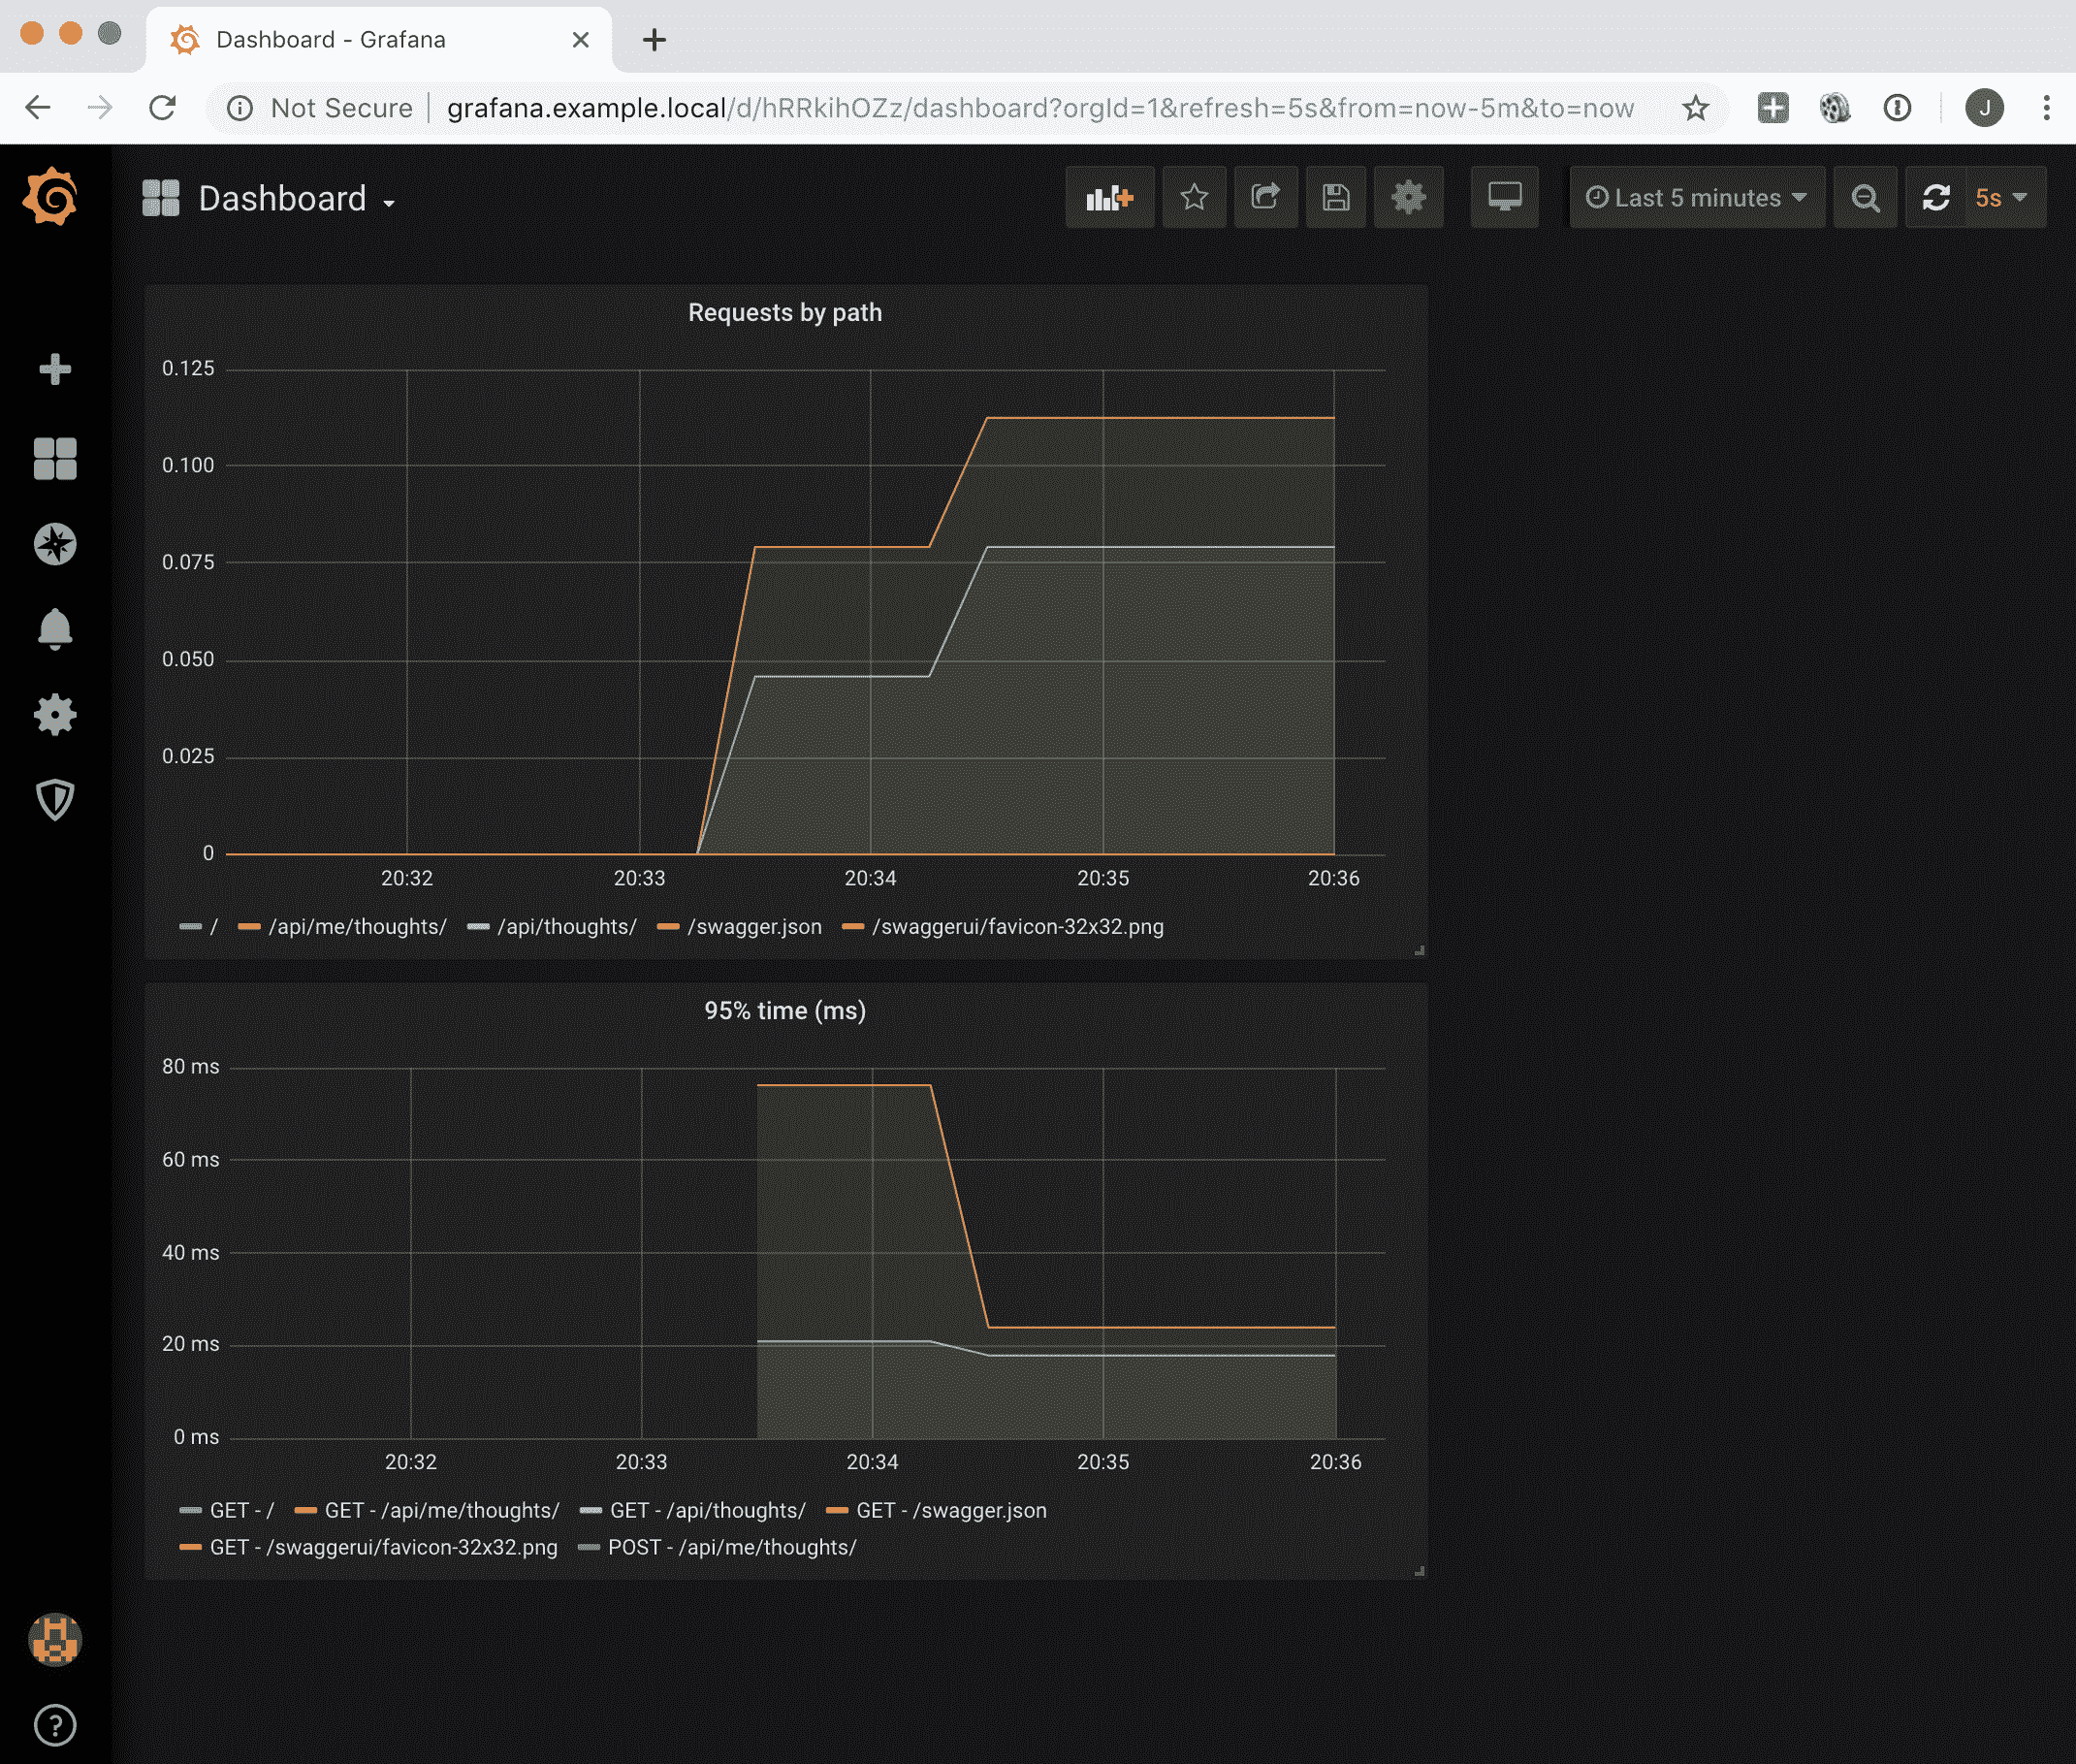 Dashboard - Grafana
Not Secure grafana.example.local/d/hRRkihOZz/dashboard?orgId=1&refresh=5s&from=now-5m&to=now
J
Dashboard
Last 5 minutes
5s
Requests by path
0.125
0.100
0.075
0.050
0.025
0
20:32 20:33 20:34 20:35 20:36
/ /api/me/thoughts/ /api/thoughts/ /swagger.json /swaggerui/favicon-32x32.png
95% time (ms)
80 ms
60 ms
40 ms
20 ms
0 ms
20:32 20:33 20:34 20:35 20:36
GET - / GET - /api/me/thoughts/ GET - /api/thoughts/ GET - /swagger.json
GET - /swaggerui/favicon-32x32.png POST - /api/me/thoughts/